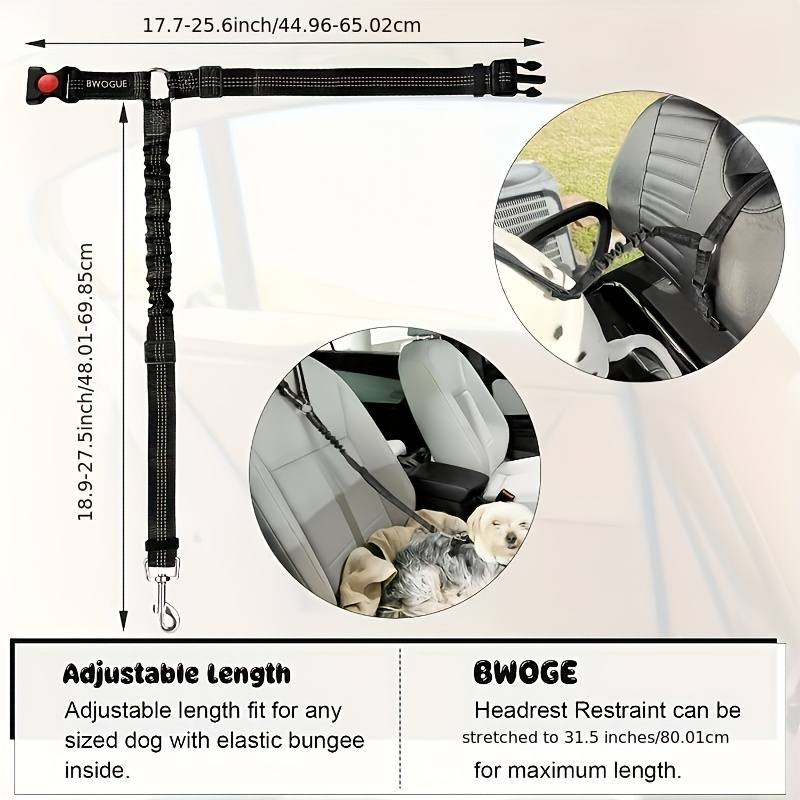 17.7-25.6inch/44.96-65.02cm
BWOGUE
18.9-27.5inch/48.01-69.85cm
Adjustable Length
Adjustable length fit for any
sized dog with elastic bungee
inside.
BWOGE
Headrest Restraint can be
stretched to 31.5 inches/80.01cm
for maximum length.